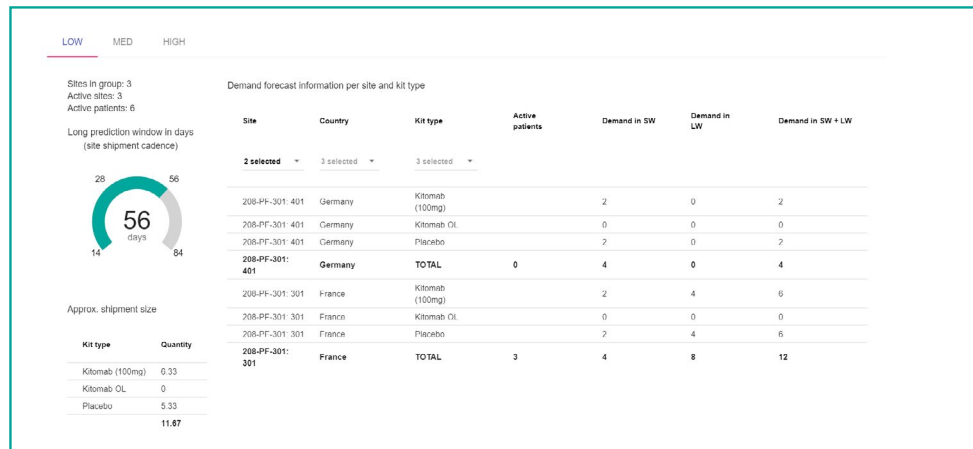 LOW MED HIGH
Sites in group: 3
Active sites: 3
Active patients: 6
Long prediction window in days
(site shipment cadence)
28 56
56
days
14 84
Approx. shipment size
Kit type Quantity
Kitomab (100mg) 6.33
Kitomab OL 0
Placebo 5.33
11.67
Demand forecast information per site and kit type
Site Country Kit type Active patients Demand in SW Demand in LW Demand in SW + LW
2 selected 3 selected 3 selected
208-PF-301: 401 Germany Kitomab (100mg) 2 0 2
208-PF-301: 401 Germany Kitomab OL 0 0 0
208-PF-301: 401 Germany Placebo 2 0 2
208-PF-301: 401 Germany TOTAL 0 4 0 4
208-PF-301: 301 France Kitomab (100mg) 2 4 6
208-PF-301: 301 France Kitomab OL 0 0 0
208-PF-301: 301 France Placebo 2 4 6
208-PF-301: 301 France TOTAL 3 4 8 12